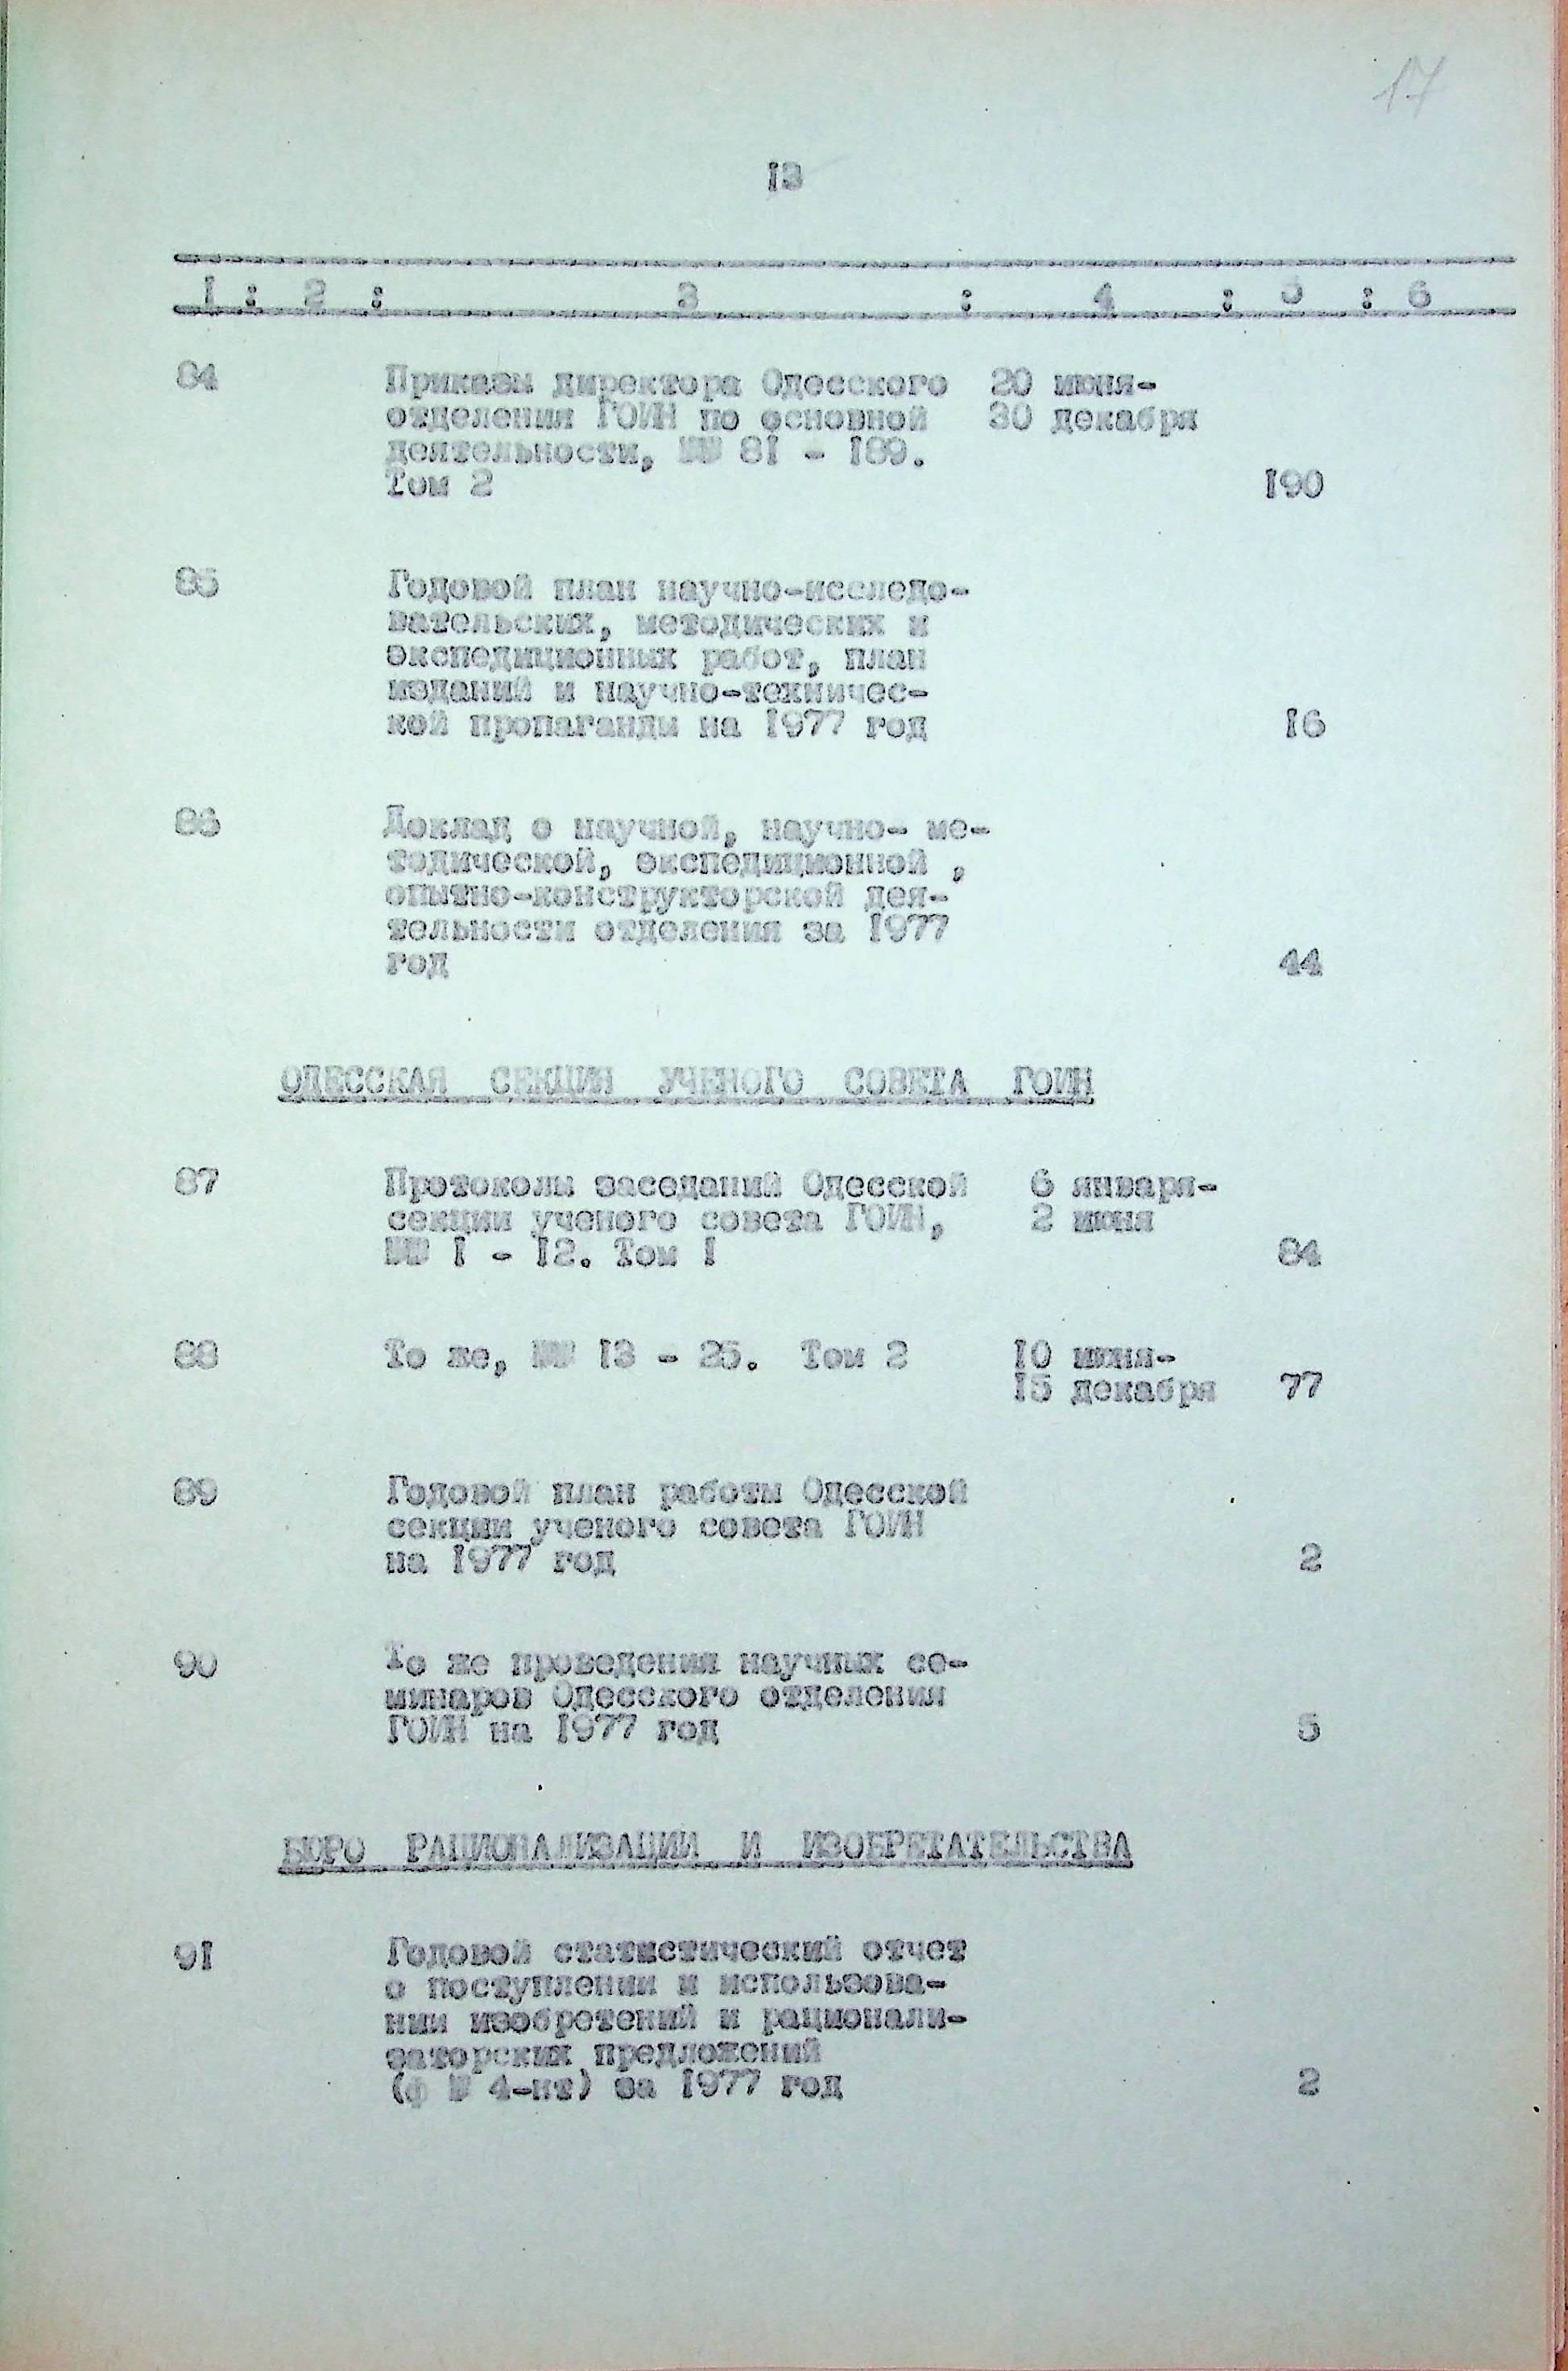 17
13
1 : 2 : 3 : 4 : 5 : 6
84 Приказы директора Одесского 20 июня-
отделения ГОИН по основной 30 декабря
деятельности, №№ 81 - 189.
Том 2 190
85 Годовой план научно-исследо-
вательских, методических и
экспедиционных работ, план
изданий и научно-техничес-
кой пропаганды на 1977 год 16
86 Доклад о научной, научно- ме-
тодической, экспедиционной ,
опытно-конструкторской дея-
тельности отделения за 1977
год 44
ОДЕССКАЯ СЕКЦИЯ УЧЕНОГО СОВЕТА ГОИН
87 Протоколы заседаний Одесской 6 января-
секции ученого совета ГОИН, 2 июня
№№ 1 - 12. Том 1 84
88 То же, №№ 13 - 25. Том 2 10 июня-
15 декабря 77
89 Годовой план работы Одесской
секции ученого совета ГОИН
на 1977 год 2
90 То же проведения научных се-
минаров Одесского отделения
ГОИН на 1977 год 5
БЮРО РАЦИОНАЛИЗАЦИИ И ИЗОБРЕТАТЕЛЬСТВА
91 Годовой статистический отчет
о поступлении и использова-
нии изобретений и рационали-
заторских предложений
(ф № 4-нт) за 1977 год 2